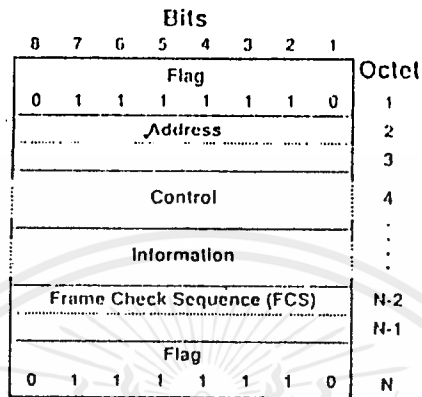 Bits
8 7 6 5 4 3 2 1
Flag Octet
0 1 1 1 1 1 1 0 1
Address 2
3
Control 4
Information
Frame Check Sequence (FCS) N-2
N-1
Flag
0 1 1 1 1 1 1 0 N